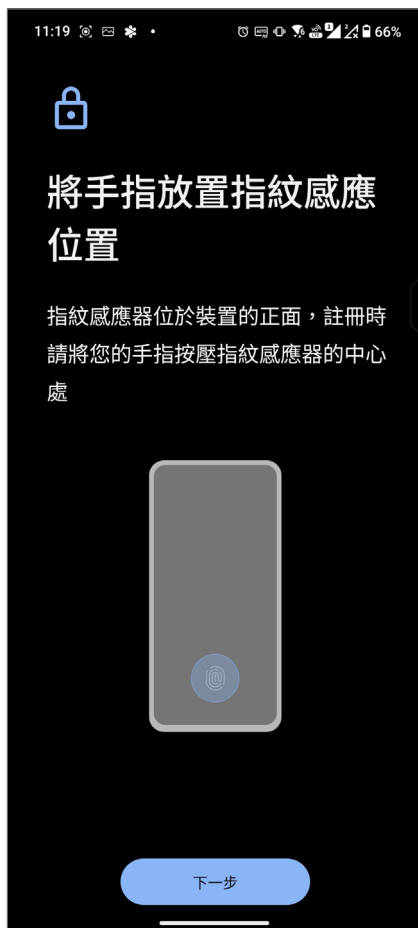 11:19 66%
將手指放置指紋感應
位置
指紋感應器位於裝置的正面，註冊時
請將您的手指按壓指紋感應器的中心
處
下一步